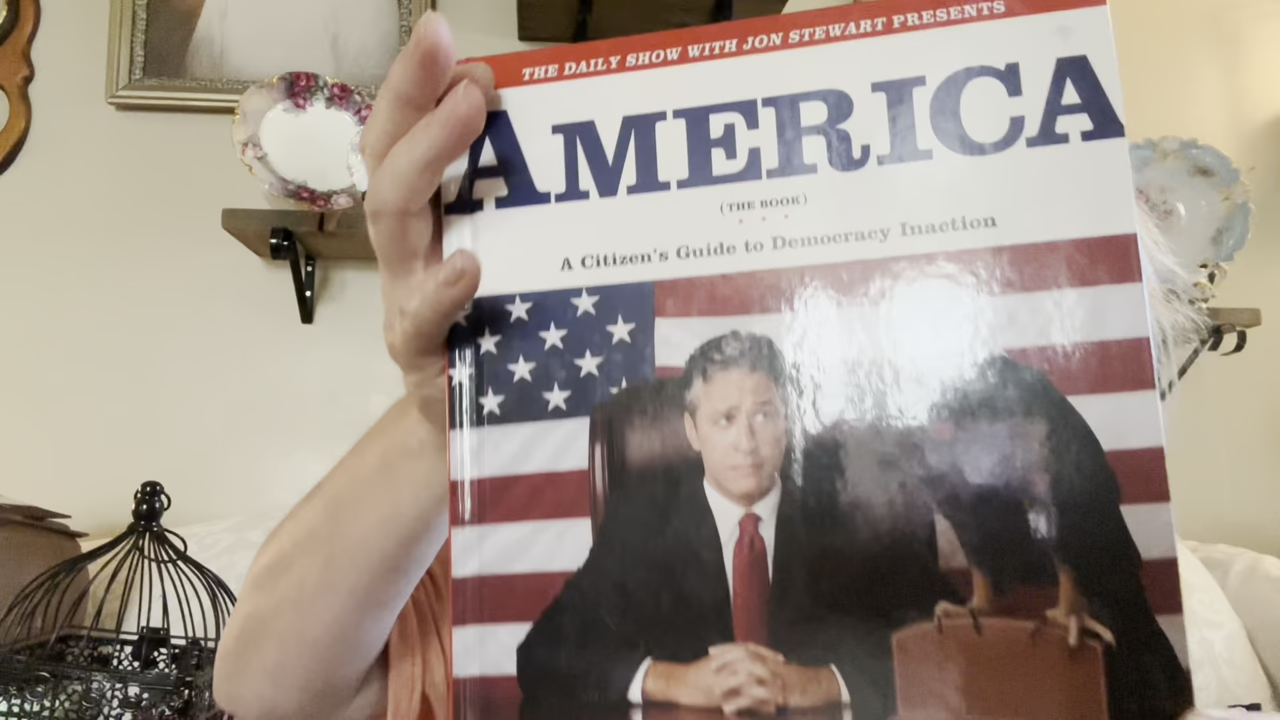 THE DAILY SHOW WITH JON STEWART PRESENTS
AMERICA
(THE BOOK)
A Citizen's Guide to Democracy Inaction